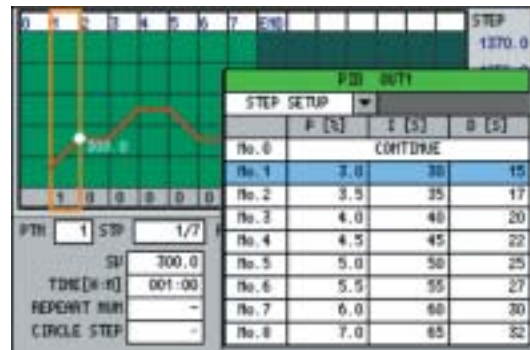 0 1 2 3 4 5 6 7 END
STEP
1370.0
300.0
1 0 0 0 0 0
PTN 1 STP 1/7
SV 300.0
TIME[H:M] 001:00
REPEART NUM -
CIRCLE STEP -
PID OUT1
STEP SETUP
P [%] I [S] D [S]
No.0 CONTINUE
No.1 3.0 30 15
No.2 3.5 35 17
No.3 4.0 40 20
No.4 4.5 45 22
No.5 5.0 50 25
No.6 5.5 55 27
No.7 6.0 60 30
No.8 7.0 65 32